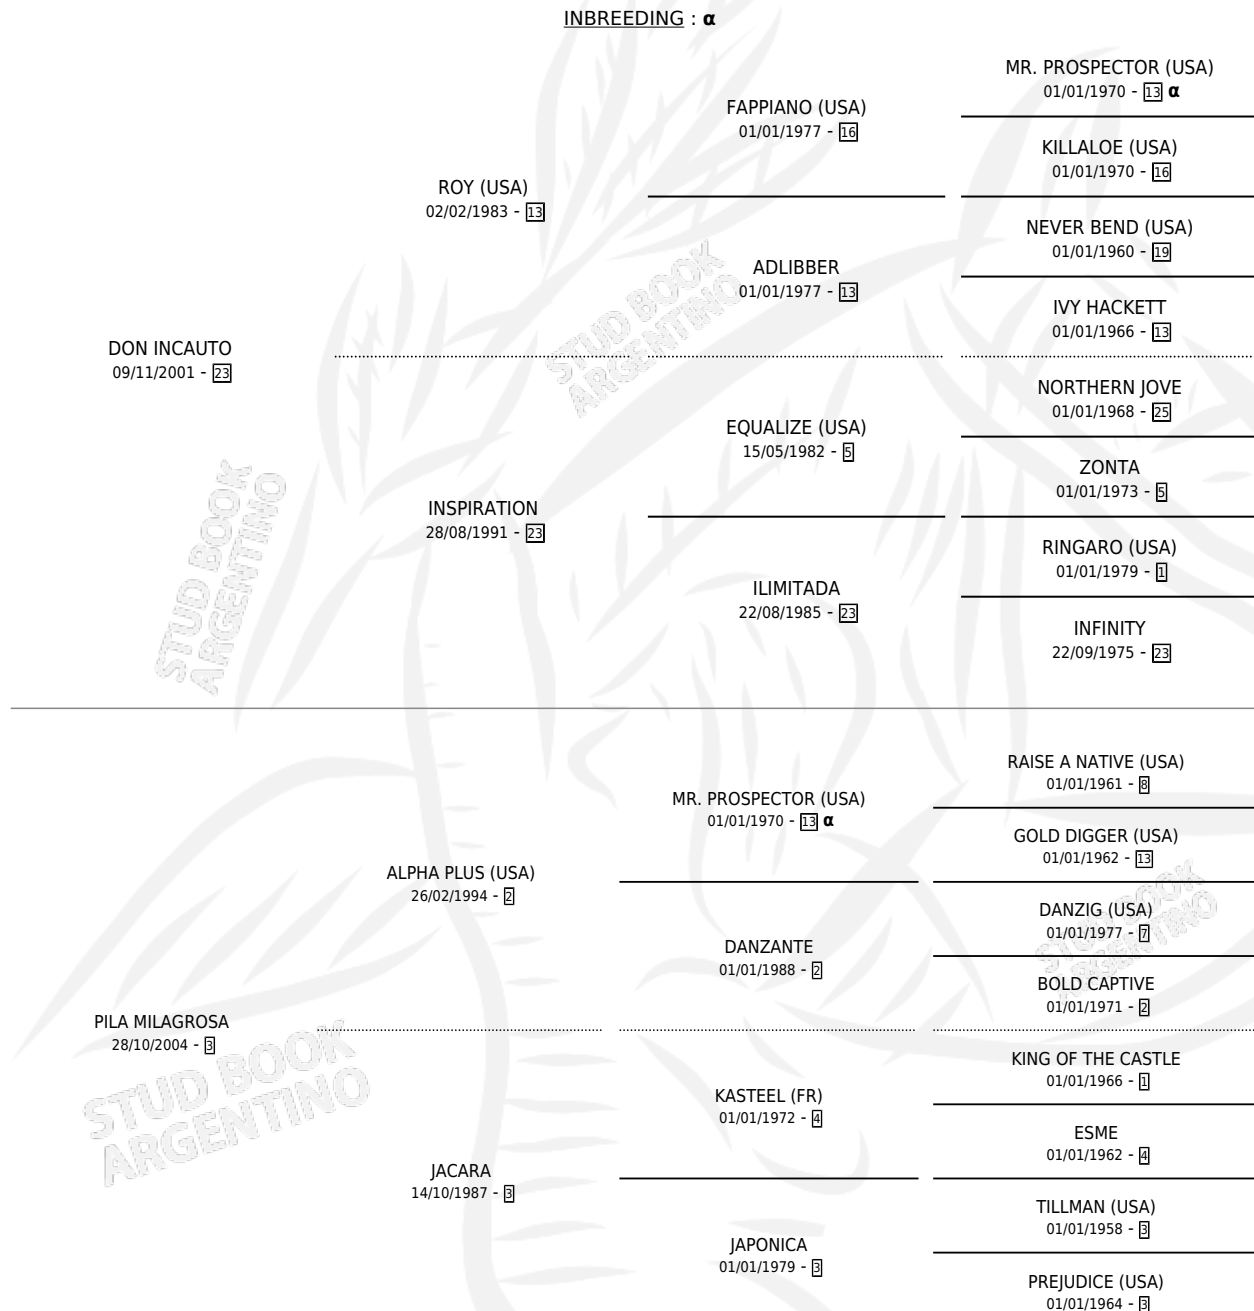 INBREEDING : α
MR. PROSPECTOR (USA)
01/01/1970 - 13 α
FAPPIANO (USA)
01/01/1977 - 16
KILLALOE (USA)
01/01/1970 - 16
ROY (USA)
02/02/1983 - 13
NEVER BEND (USA)
01/01/1960 - 19
ADLIBBER
01/01/1977 - 13
IVY HACKETT
01/01/1966 - 13
DON INCAUTO
09/11/2001 - 23
NORTHERN JOVE
01/01/1968 - 25
EQUALIZE (USA)
15/05/1982 - 5
ZONTA
01/01/1973 - 5
INSPIRATION
28/08/1991 - 23
RINGARO (USA)
01/01/1979 - 1
ILIMITADA
22/08/1985 - 23
INFINITY
22/09/1975 - 23
RAISE A NATIVE (USA)
01/01/1961 - 8
MR. PROSPECTOR (USA)
01/01/1970 - 13 α
GOLD DIGGER (USA)
01/01/1962 - 13
ALPHA PLUS (USA)
26/02/1994 - 2
DANZIG (USA)
01/01/1977 - 7
DANZANTE
01/01/1988 - 2
BOLD CAPTIVE
01/01/1971 - 2
PILA MILAGROSA
28/10/2004 - 3
KING OF THE CASTLE
01/01/1966 - 1
KASTEEL (FR)
01/01/1972 - 4
ESME
01/01/1962 - 4
JACARA
14/10/1987 - 3
TILLMAN (USA)
01/01/1958 - 3
JAPONICA
01/01/1979 - 3
PREJUDICE (USA)
01/01/1964 - 3
STUD BOOK
ARGENTINO
STUD BOOK
ARGENTINO
STUD BOOK
ARGENTINO
STUD BOOK
ARGENTINO